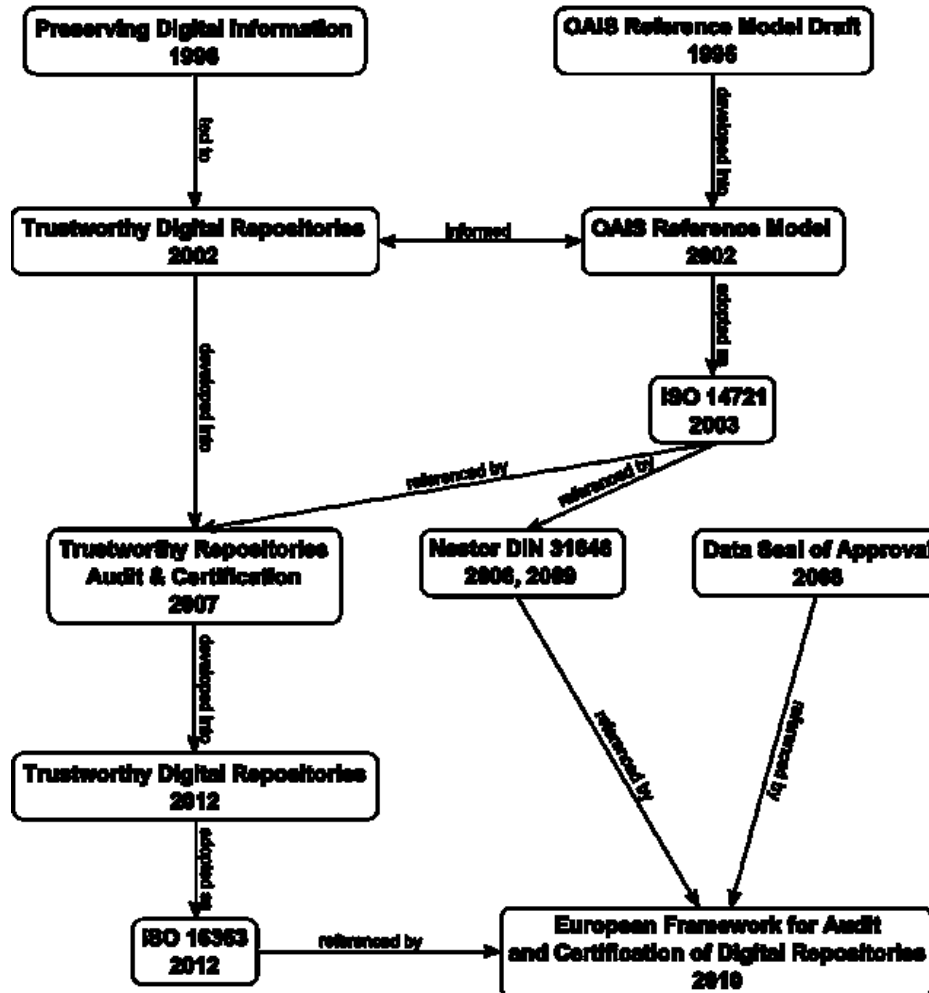 Preserving Digital Information
1996
OAIS Reference Model Draft
1996
led to
developed into
Trustworthy Digital Repositories
2002
informed
OAIS Reference Model
2002
adopted as
developed into
ISO 14721
2003
referenced by
referenced by
Trustworthy Repositories
Audit & Certification
2007
Nestor DIN 31646
2006, 2009
Data Seal of Approval
2008
developed into
referenced by
referenced by
Trustworthy Digital Repositories
2012
adopted as
ISO 16363
2012
referenced by
European Framework for Audit
and Certification of Digital Repositories
2010